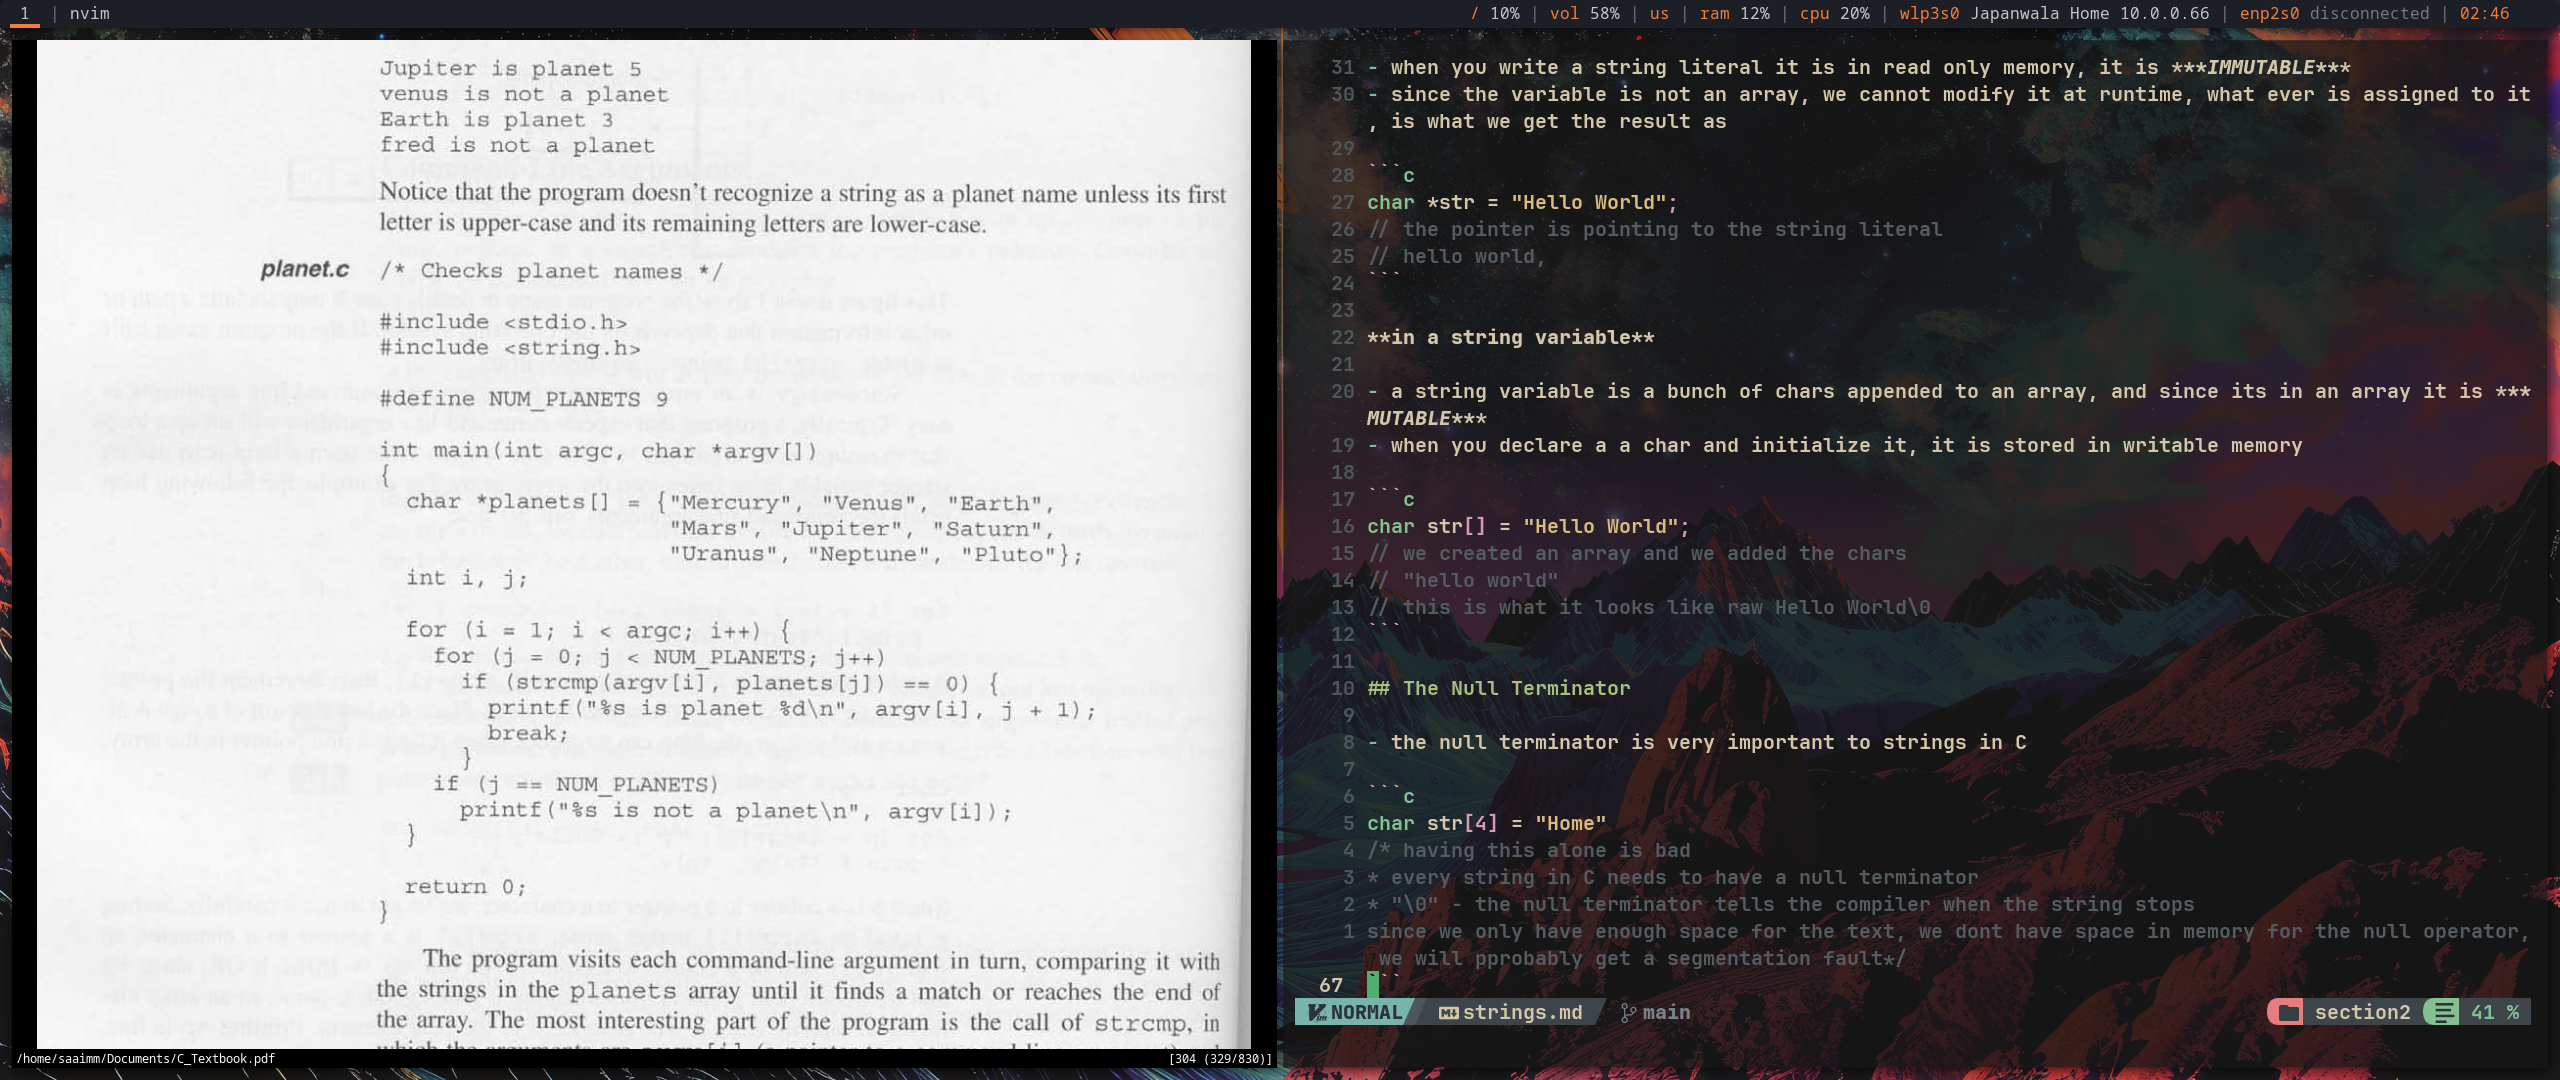 1 | nvim
/ 10% | vol 58% | us | ram 12% | cpu 20% | wlp3s0 Japanwala Home 10.0.0.66 | enp2s0 disconnected | 02:46
Jupiter is planet 5
venus is not a planet
Earth is planet 3
fred is not a planet
Notice that the program doesn't recognize a string as a planet name unless its first
letter is upper-case and its remaining letters are lower-case.
planet.c /* Checks planet names */
#include <stdio.h>
#include <string.h>
#define NUM_PLANETS 9
int main(int argc, char *argv[])
{
char *planets[] = {"Mercury", "Venus", "Earth",
"Mars", "Jupiter", "Saturn",
"Uranus", "Neptune", "Pluto"};
int i, j;
for (i = 1; i < argc; i++) {
for (j = 0; j < NUM_PLANETS; j++)
if (strcmp(argv[i], planets[j]) == 0) {
printf("%s is planet %d\n", argv[i], j + 1);
break;
}
if (j == NUM_PLANETS)
printf("%s is not a planet\n", argv[i]);
}
return 0;
}
The program visits each command-line argument in turn, comparing it with
the strings in the planets array until it finds a match or reaches the end of
the array. The most interesting part of the program is the call of strcmp, in
/home/saaimm/Documents/C_Textbook.pdf [304 (329/830)]
31 - when you write a string literal it is in read only memory, it is ***IMMUTABLE***
30 - since the variable is not an array, we cannot modify it at runtime, what ever is assigned to it
, is what we get the result as
29
28 ```c
27 char *str = "Hello World";
26 // the pointer is pointing to the string literal
25 // hello world,
24 ```
23
22 **in a string variable**
21
20 - a string variable is a bunch of chars appended to an array, and since its in an array it is ***
MUTABLE***
19 - when you declare a a char and initialize it, it is stored in writable memory
18
17 ```c
16 char str[] = "Hello World";
15 // we created an array and we added the chars
14 // "hello world"
13 // this is what it looks like raw Hello World\0
12 ```
11
10 ## The Null Terminator
9
8 - the null terminator is very important to strings in C
7
6 ```c
5 char str[4] = "Home"
4 /* having this alone is bad
3 * every string in C needs to have a null terminator
2 * "\0" - the null terminator tells the compiler when the string stops
1 since we only have enough space for the text, we dont have space in memory for the null operator,
we will pprobably get a segmentation fault*/
67 ```
NORMAL strings.md main section2 41 %